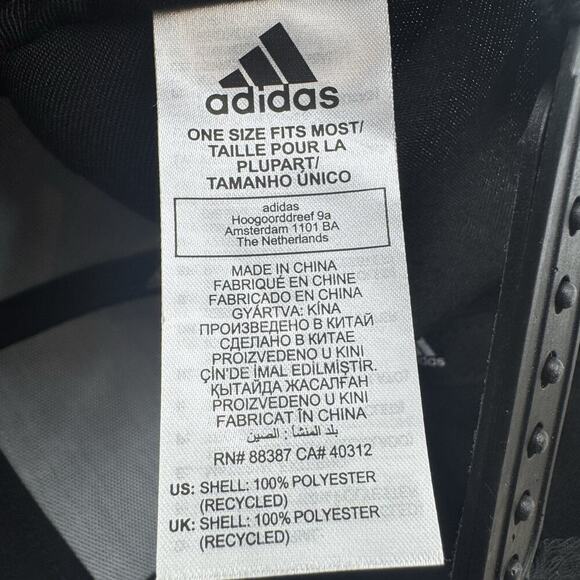 adidas
ONE SIZE FITS MOST/
TAILLE POUR LA
PLUPART/
TAMANHO ÚNICO
adidas
Hoogoorddreef 9a
Amsterdam 1101 BA
The Netherlands
MADE IN CHINA
FABRIQUÉ EN CHINE
FABRICADO EN CHINA
GYÁRTVA: KÍNA
ПРОИЗВЕДЕНО В КИТАЙ
СДЕЛАНО В КИТАЕ
PROIZVEDENO U KINI
ÇİN'DE İMAL EDİLMİŞTİR.
ҚЫТАЙДА ЖАСАЛҒАН
PROIZVEDENO U KINI
FABRICAT ÎN CHINA
بلد المنشأ : الصين
RN# 88387 CA# 40312
US: SHELL: 100% POLYESTER
(RECYCLED)
UK: SHELL: 100% POLYESTER
(RECYCLED)
adidas